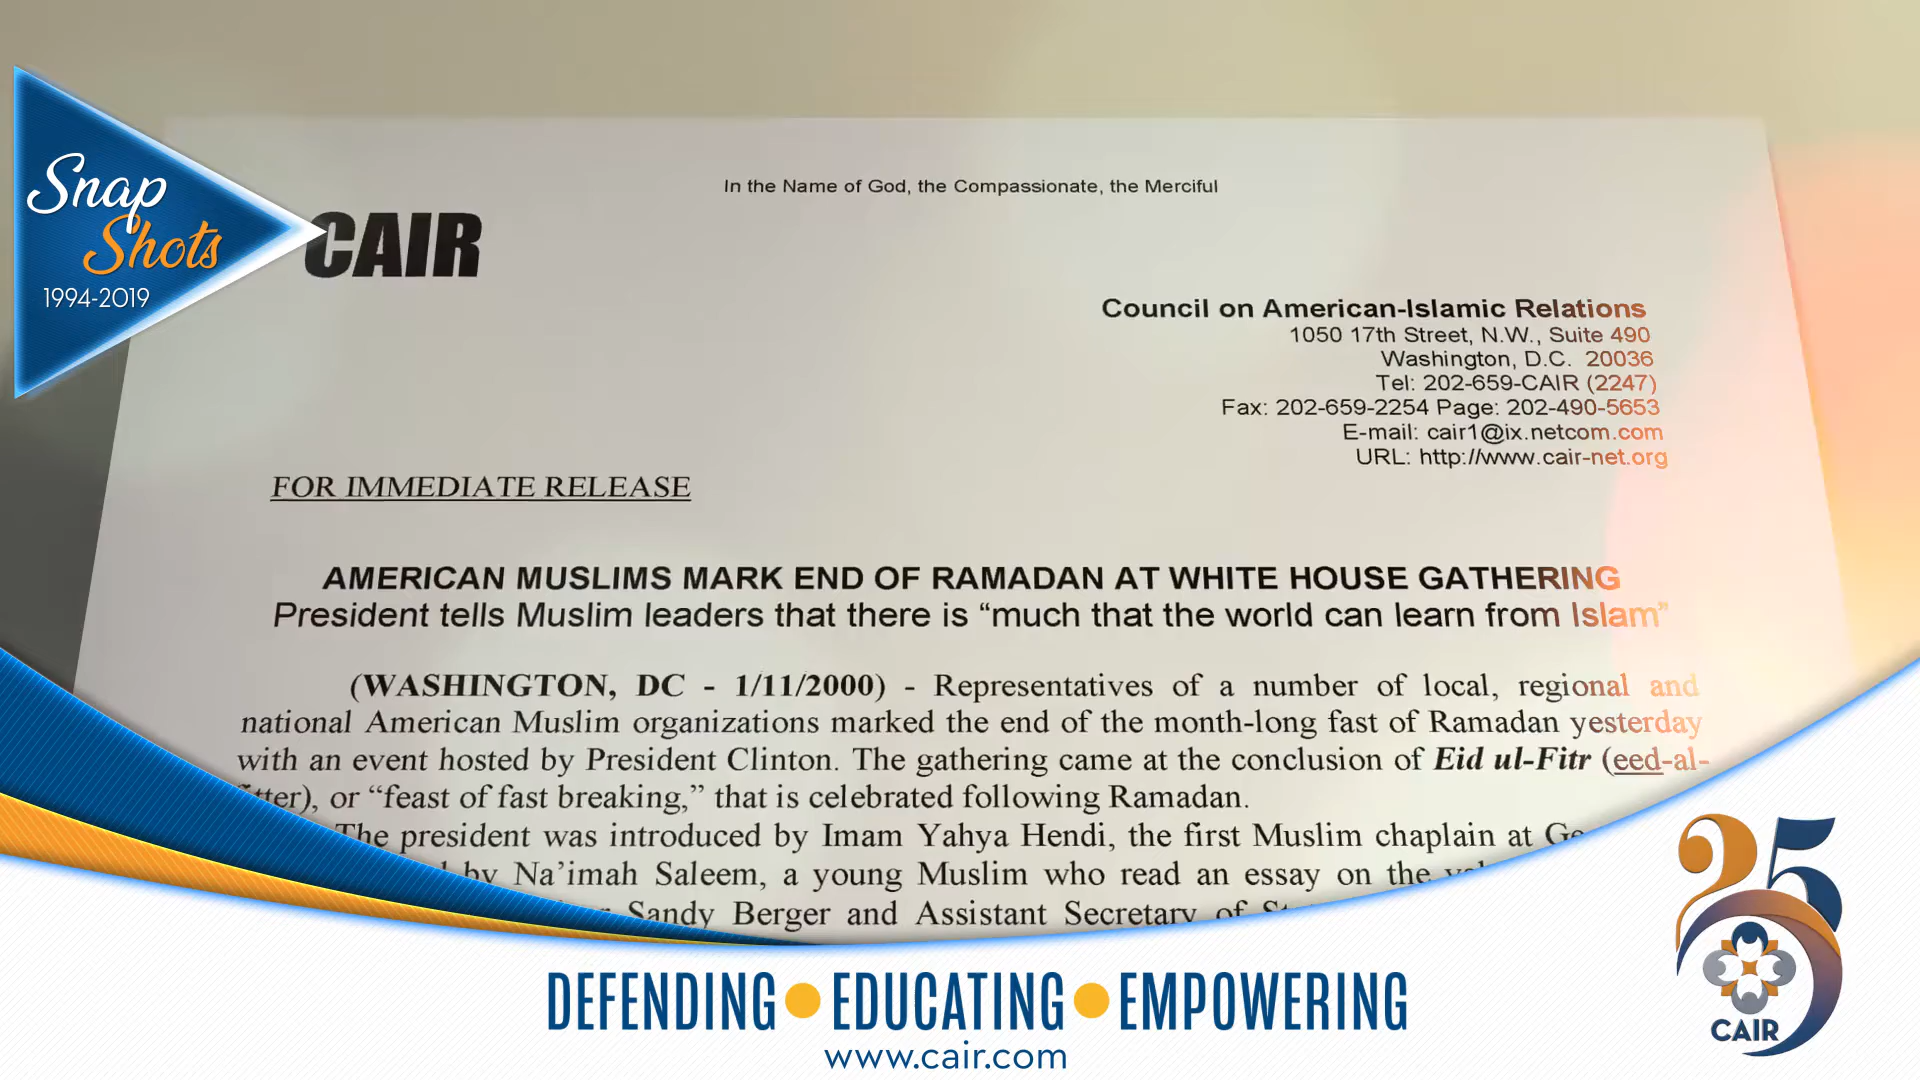 Snap
Shots
1994-2019
In the Name of God, the Compassionate, the Merciful
CAIR
Council on American-Islamic Relations
1050 17th Street, N.W., Suite 490
Washington, D.C. 20036
Tel: 202-659-CAIR (2247)
Fax: 202-659-2254 Page: 202-490-5653
E-mail: cair1@ix.netcom.com
URL: http://www.cair-net.org
FOR IMMEDIATE RELEASE
AMERICAN MUSLIMS MARK END OF RAMADAN AT WHITE HOUSE GATHERING
President tells Muslim leaders that there is “much that the world can learn from Islam”
(WASHINGTON, DC - 1/11/2000) - Representatives of a number of local, regional and
national American Muslim organizations marked the end of the month-long fast of Ramadan yesterday
with an event hosted by President Clinton. The gathering came at the conclusion of Eid ul-Fitr (eed-al-
or “feast of fast breaking,” that is celebrated following Ramadan.
The president was introduced by Imam Yahya Hendi, the first Muslim chaplain at
by Na’imah Saleem, a young Muslim who read an essay on the
Sandy Berger and Assistant Secretary of
25
CAIR
DEFENDING • EDUCATING • EMPOWERING
www.cair.com